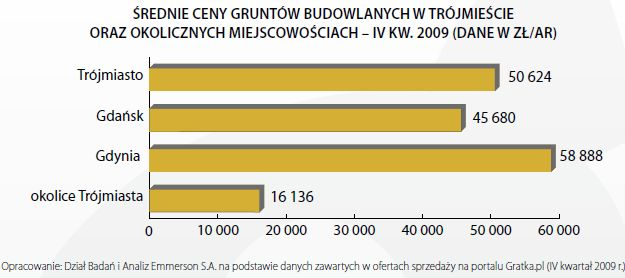 ŚREDNIE CENY GRUNTÓW BUDOWLANYCH W TRÓJMIEŚCIE
ORAZ OKOLICZNYCH MIEJSCOWOŚCIACH – IV KW. 2009 (DANE W ZŁ/AR)
Trójmiasto 50 624
Gdańsk 45 680
Gdynia 58 888
okolice Trójmiasta 16 136
0 10 000 20 000 30 000 40 000 50 000 60 000
Opracowanie: Dział Badań i Analiz Emmerson S.A. na podstawie danych zawartych w ofertach sprzedaży na portalu Gratka.pl (IV kwartał 2009 r.)